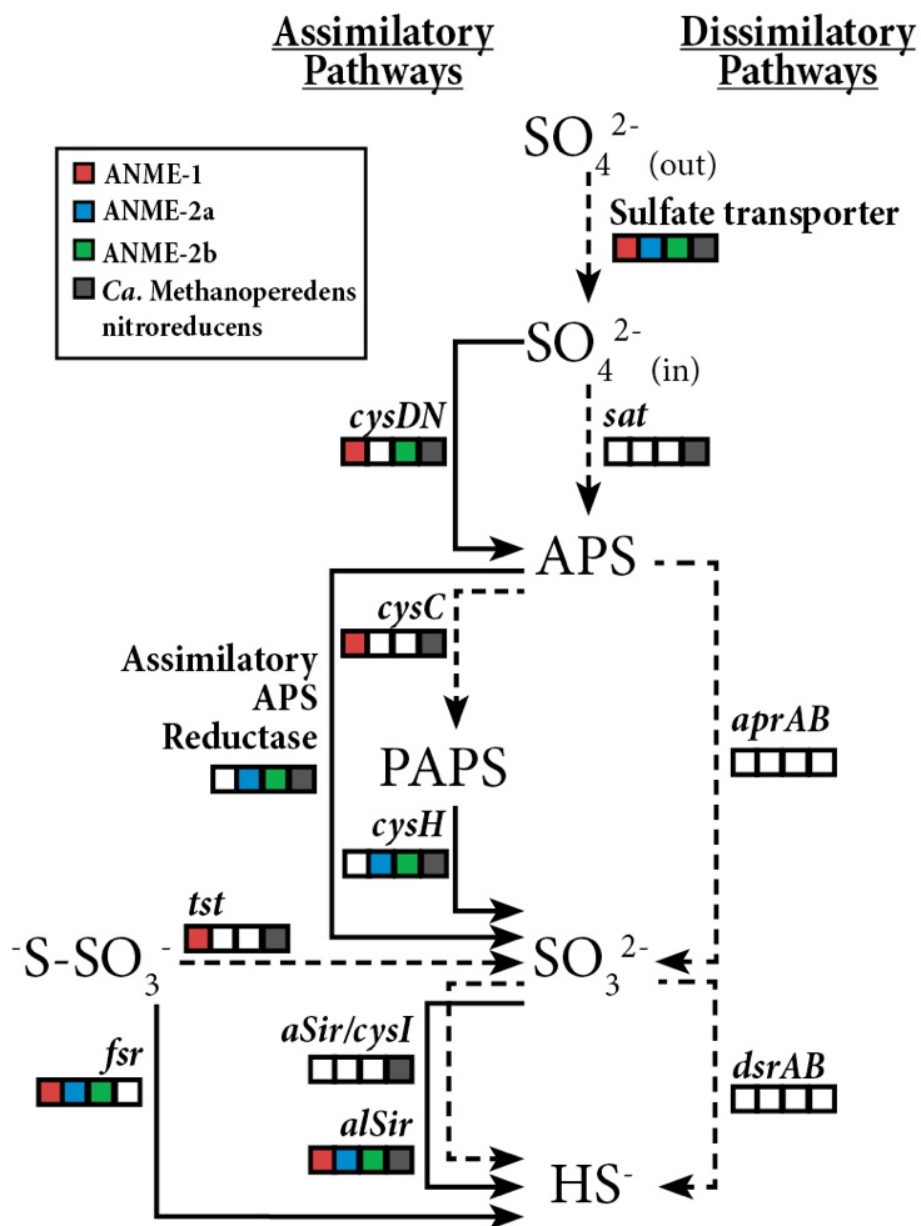 Assimilatory
Pathways
Dissimilatory
Pathways
ANME-1
ANME-2a
ANME-2b
Ca. Methanoperedens
nitroreducens
SO₄²⁻ (out)
Sulfate transporter
SO₄²⁻ (in)
cysDN
sat
APS
cysC
Assimilatory
APS
Reductase
aprAB
PAPS
cysH
tst
⁻S-SO₃⁻
SO₃²⁻
fsr
aSir/cysI
dsrAB
alSir
HS⁻